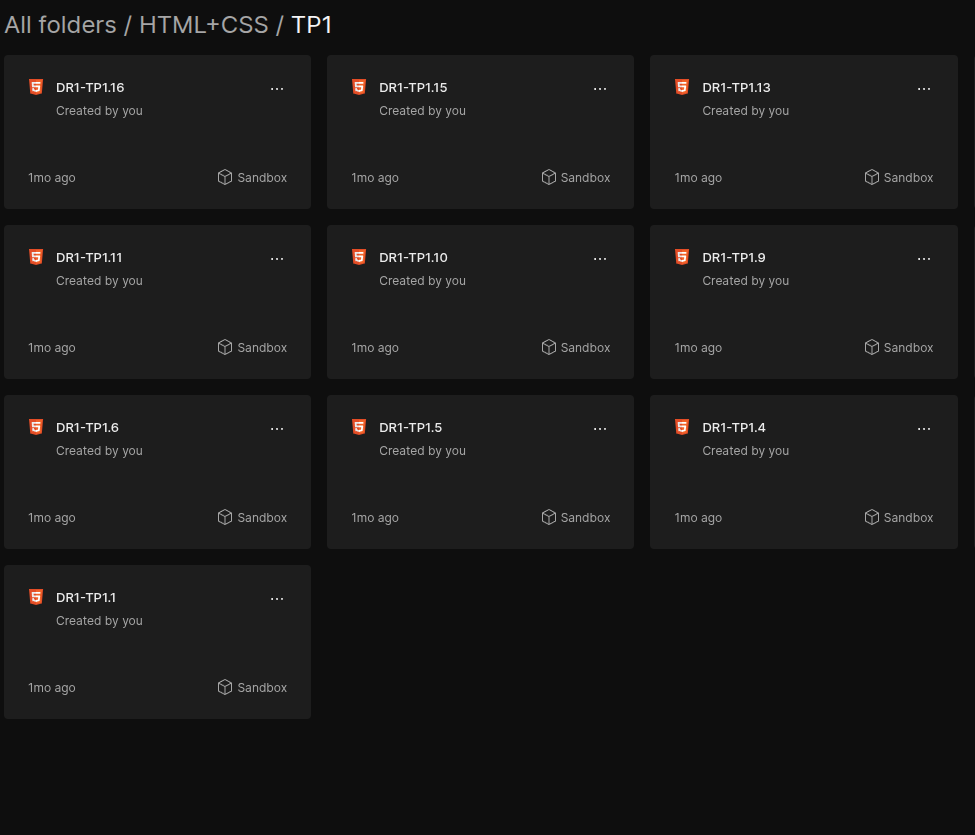 All folders / HTML+CSS / TP1
DR1-TP1.16
Created by you
1mo ago
Sandbox
DR1-TP1.15
Created by you
1mo ago
Sandbox
DR1-TP1.13
Created by you
1mo ago
Sandbox
DR1-TP1.11
Created by you
1mo ago
Sandbox
DR1-TP1.10
Created by you
1mo ago
Sandbox
DR1-TP1.9
Created by you
1mo ago
Sandbox
DR1-TP1.6
Created by you
1mo ago
Sandbox
DR1-TP1.5
Created by you
1mo ago
Sandbox
DR1-TP1.4
Created by you
1mo ago
Sandbox
DR1-TP1.1
Created by you
1mo ago
Sandbox